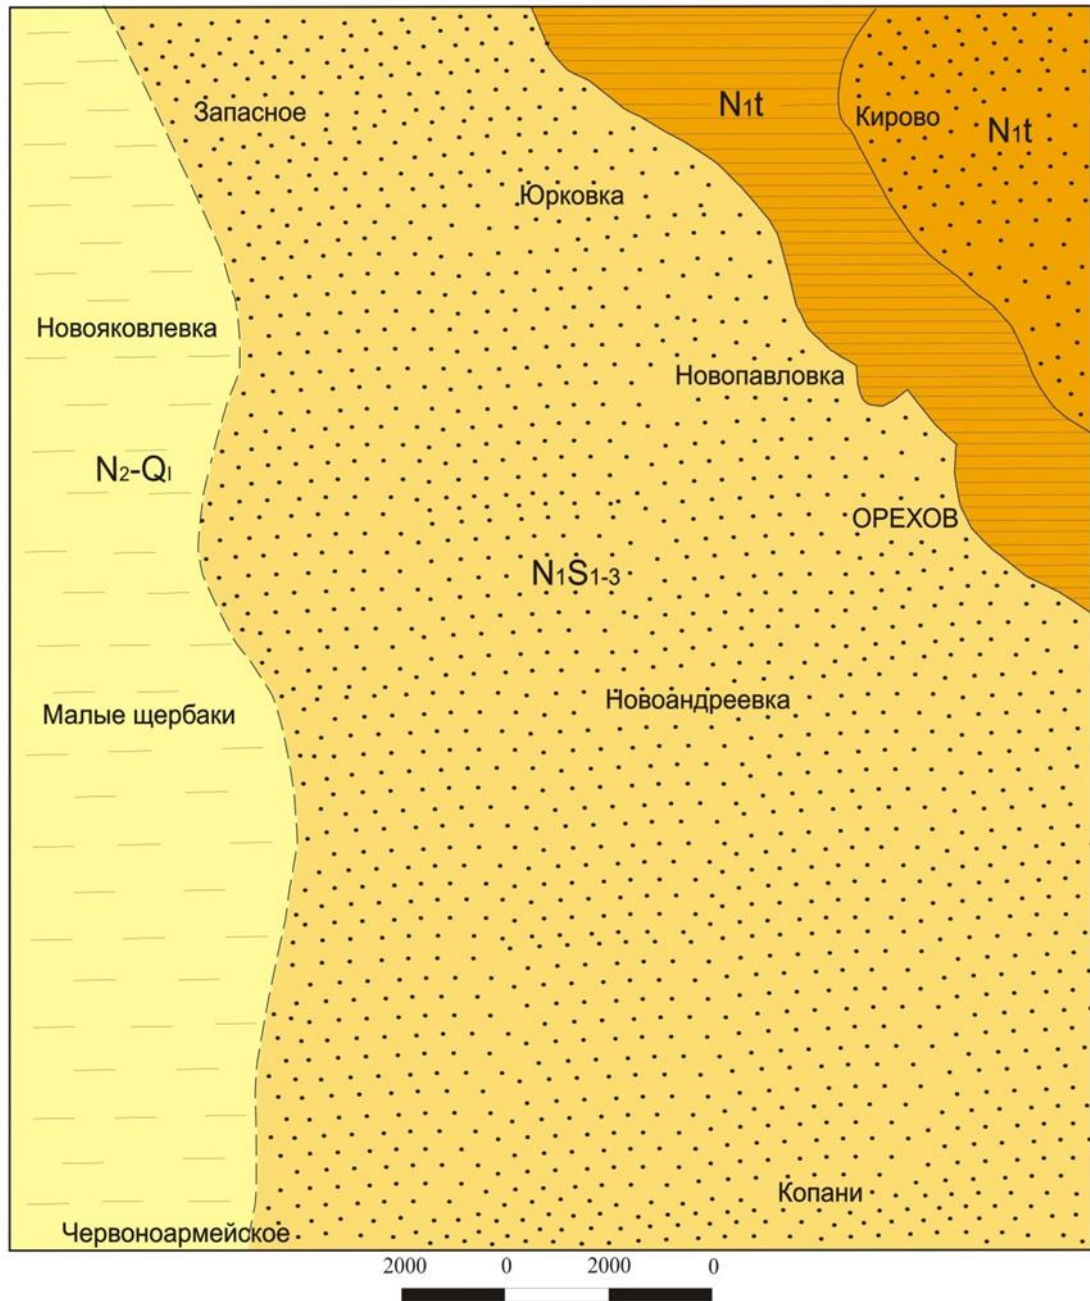 N1t
Кирово
N1t
Запасное
Юрковка
Новояковлевка
Новопавловка
N2-QI
ОРЕХОВ
N1S1-3
Новоандреевка
Малые щербаки
Копани
Червоноармейское
2000 0 2000 0